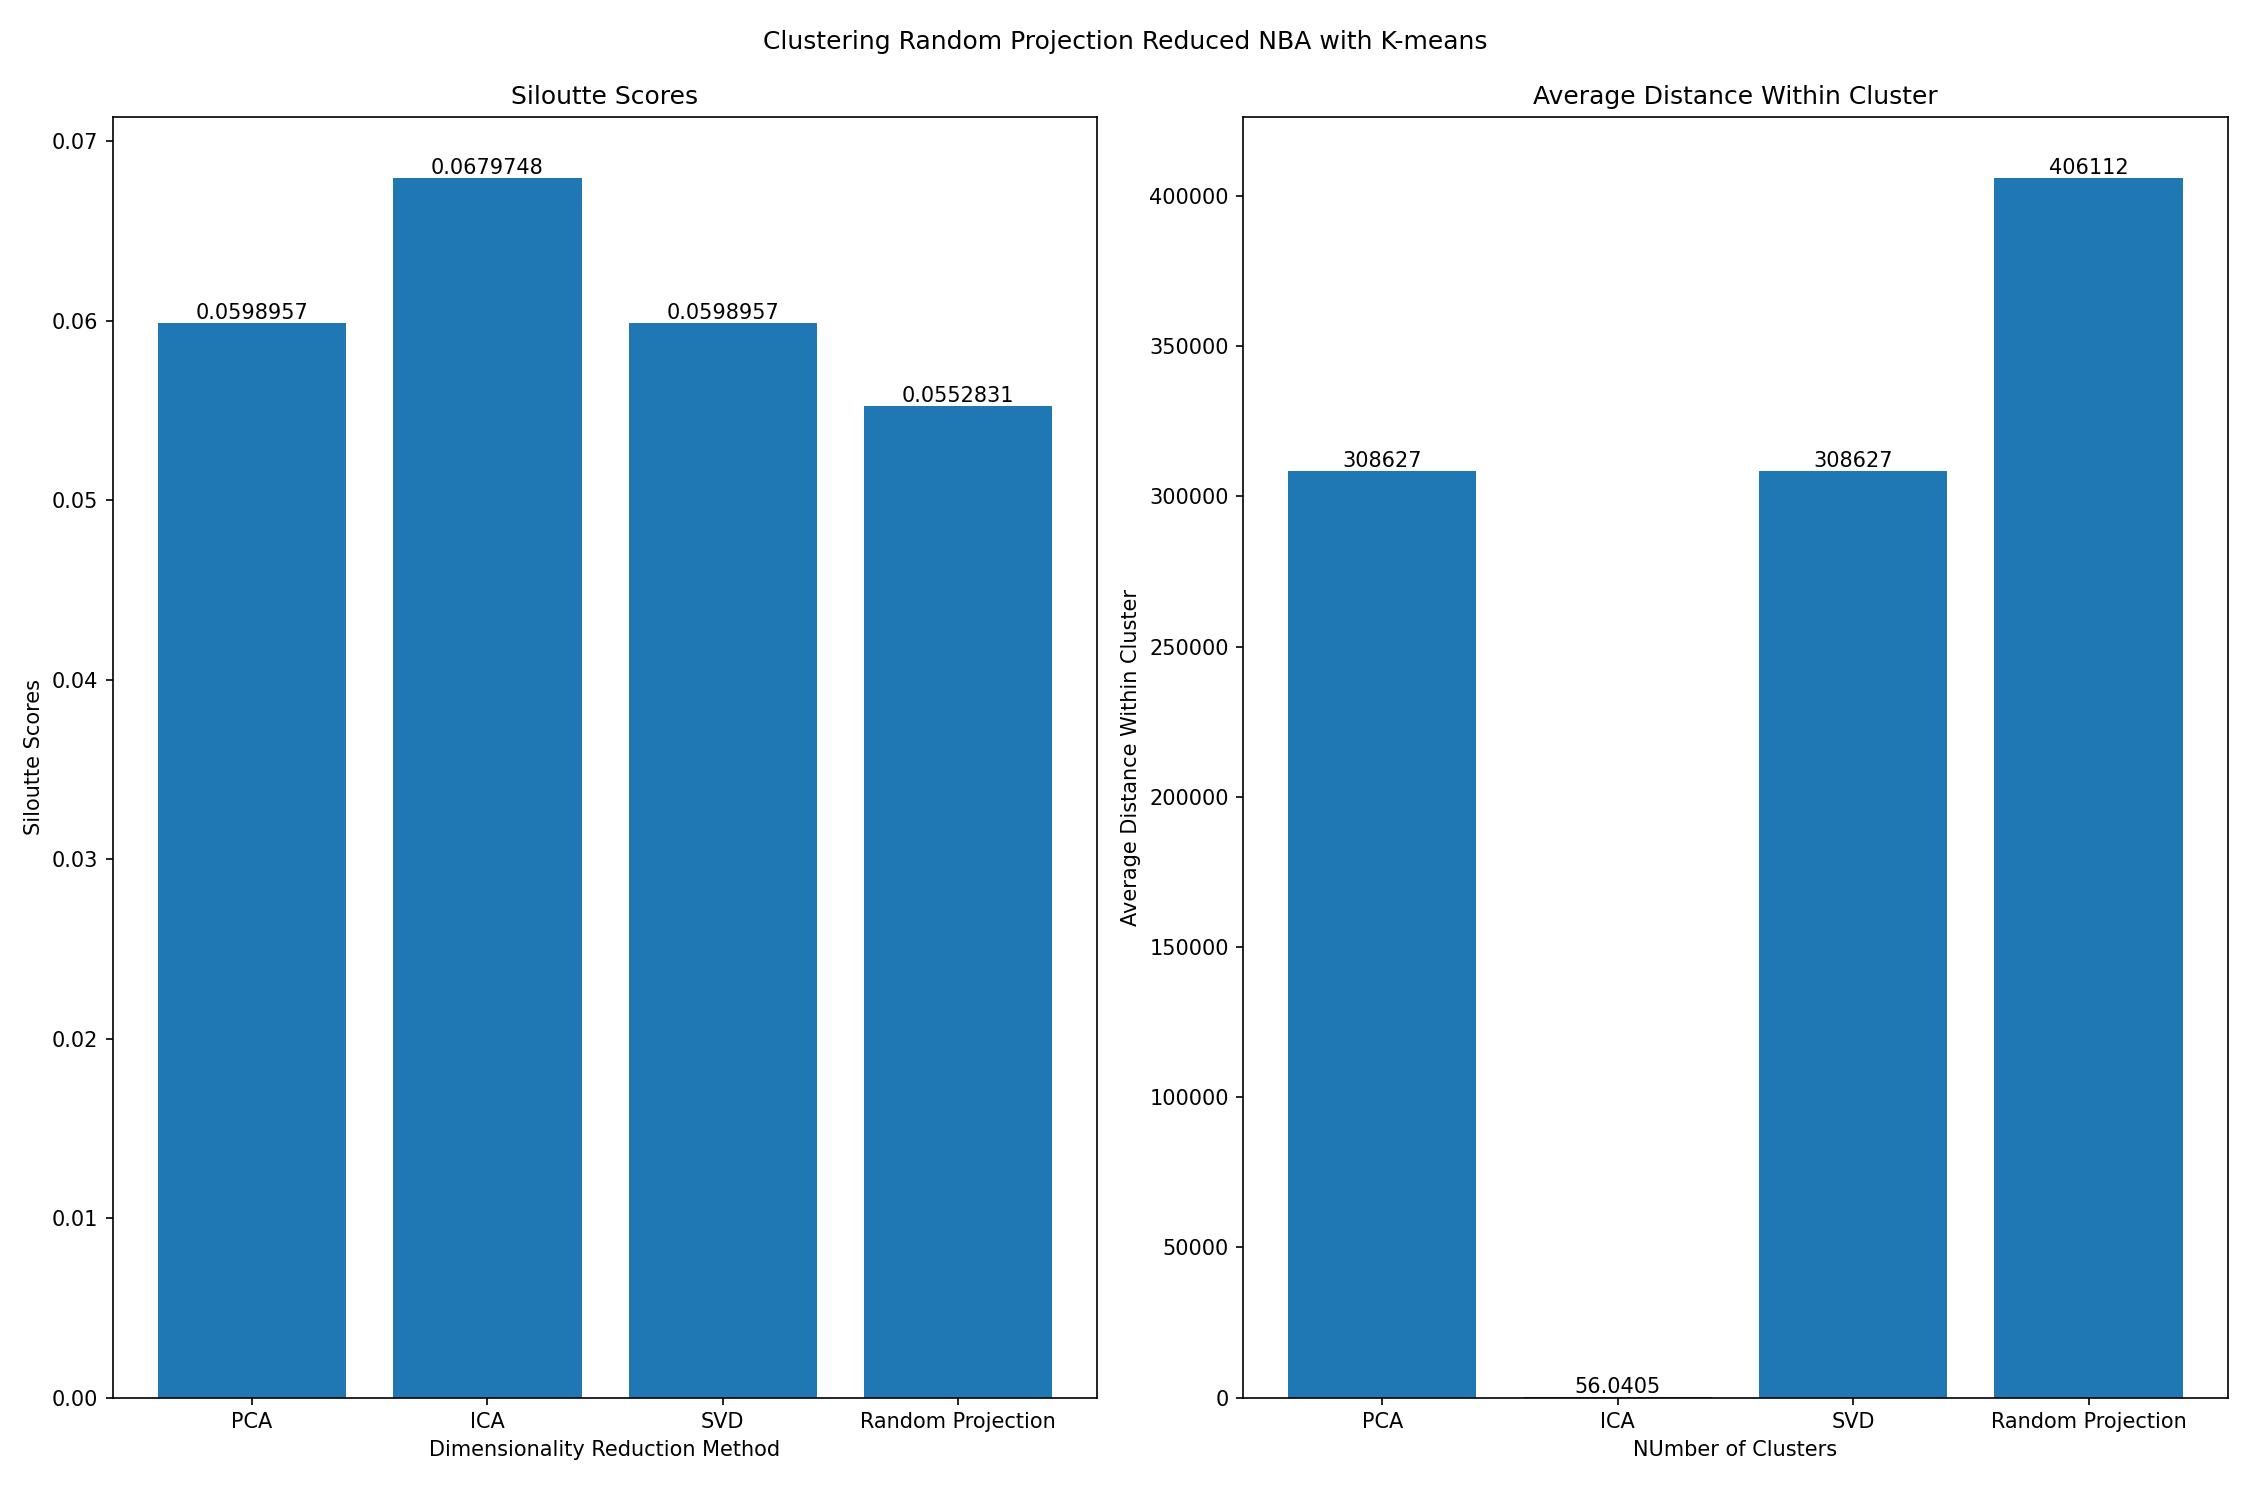 Clustering Random Projection Reduced NBA with K-means
Siloutte Scores
Siloutte Scores
0.07
0.06
0.05
0.04
0.03
0.02
0.01
0.00
0.0598957
0.0679748
0.0598957
0.0552831
PCA
ICA
SVD
Random Projection
Dimensionality Reduction Method
Average Distance Within Cluster
Average Distance Within Cluster
400000
350000
300000
250000
200000
150000
100000
50000
0
308627
56.0405
308627
406112
PCA
ICA
SVD
Random Projection
NUmber of Clusters